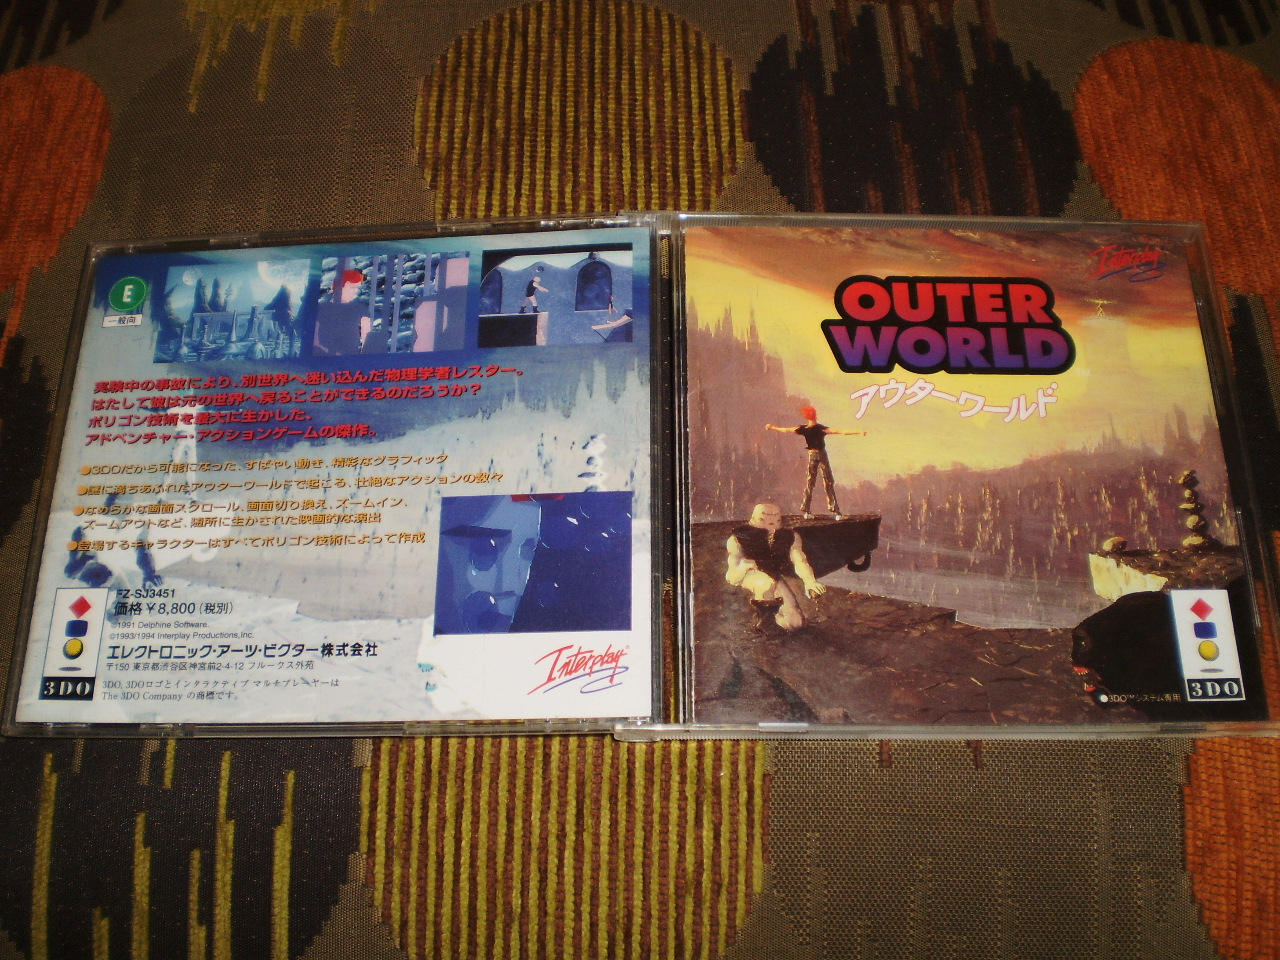 E
一般向
実験中の事故により、別世界へ迷い込んだ物理学者レスター。
はたして彼は元の世界へ戻ることができるのだろうか？
ポリゴン技術を最大に生かした、
アドベンチャー・アクションゲームの傑作。
●3DOだから可能になった、すばやい動き、精彩なグラフィック
●謎に満ちあふれたアウターワールドで起こる、壮絶なアクションの数々
●なめらかな画面スクロール、画面切り換え、ズームイン、
ズームアウトなど、随所に生かされた映画的な演出
●登場するキャラクターはすべてポリゴン技術によって作成
FZ-SJ3451
価格￥8,800（税別）
©1991 Delphine Software.
©1993/1994 Interplay Productions, Inc.
エレクトロニック・アーツ・ビクター株式会社
〒150 東京都渋谷区神宮前2-4-12 フルークス外苑
3DO, 3DOロゴとインタラクティブ マルチプレーヤーは
The 3DO Company の商標です。
3DO
Interplay
Interplay
OUTER
WORLD
アウターワールド
●3DO™システム専用
3DO